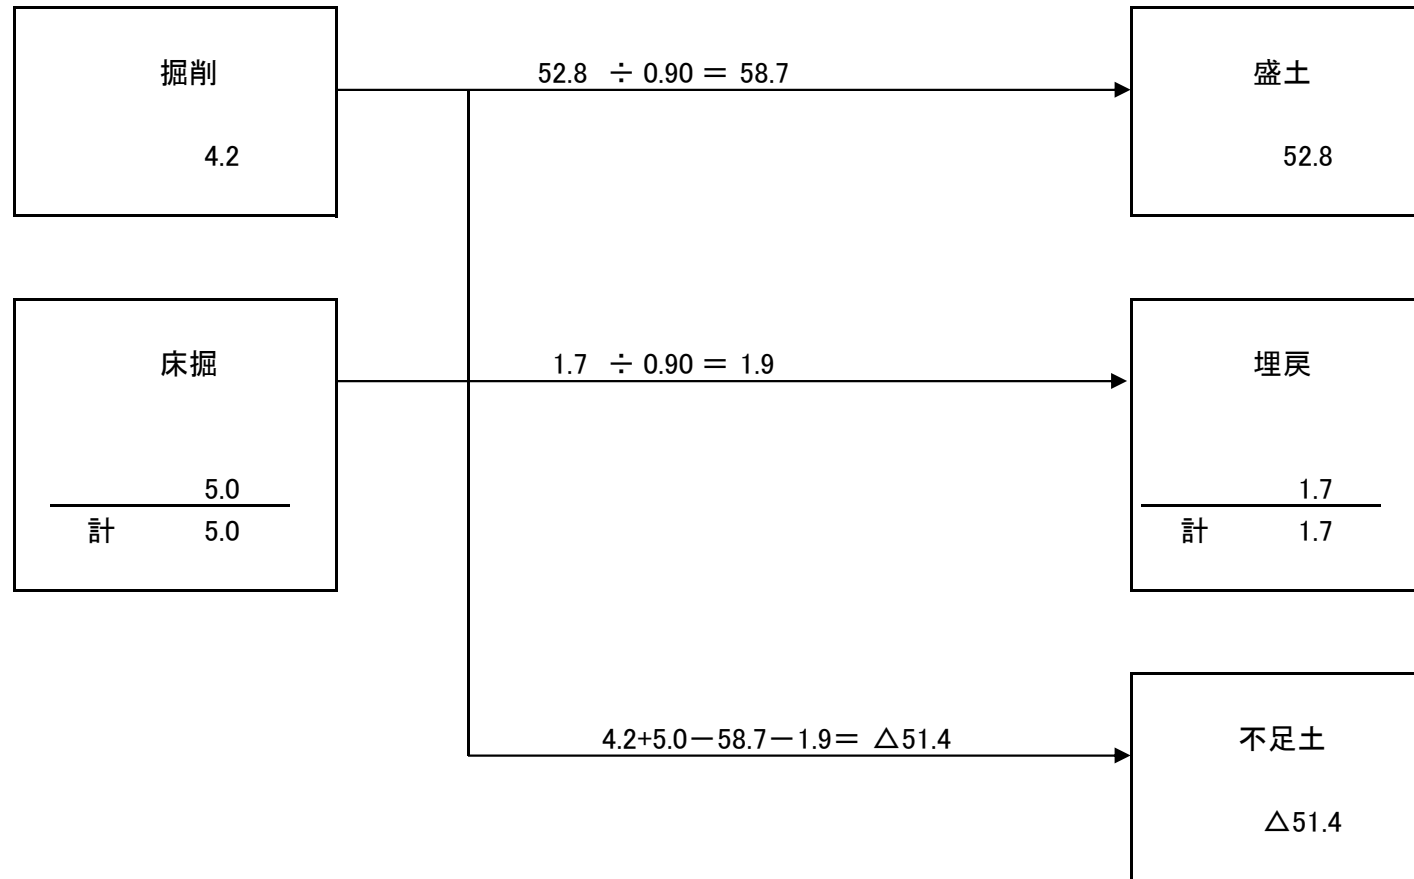 掘削
52.8 ÷ 0.90 = 58.7
盛土
4.2
52.8
床掘
1.7 ÷ 0.90 = 1.9
埋戻
5.0
1.7
計 5.0
計 1.7
4.2+5.0－58.7－1.9＝ △51.4
不足土
△51.4